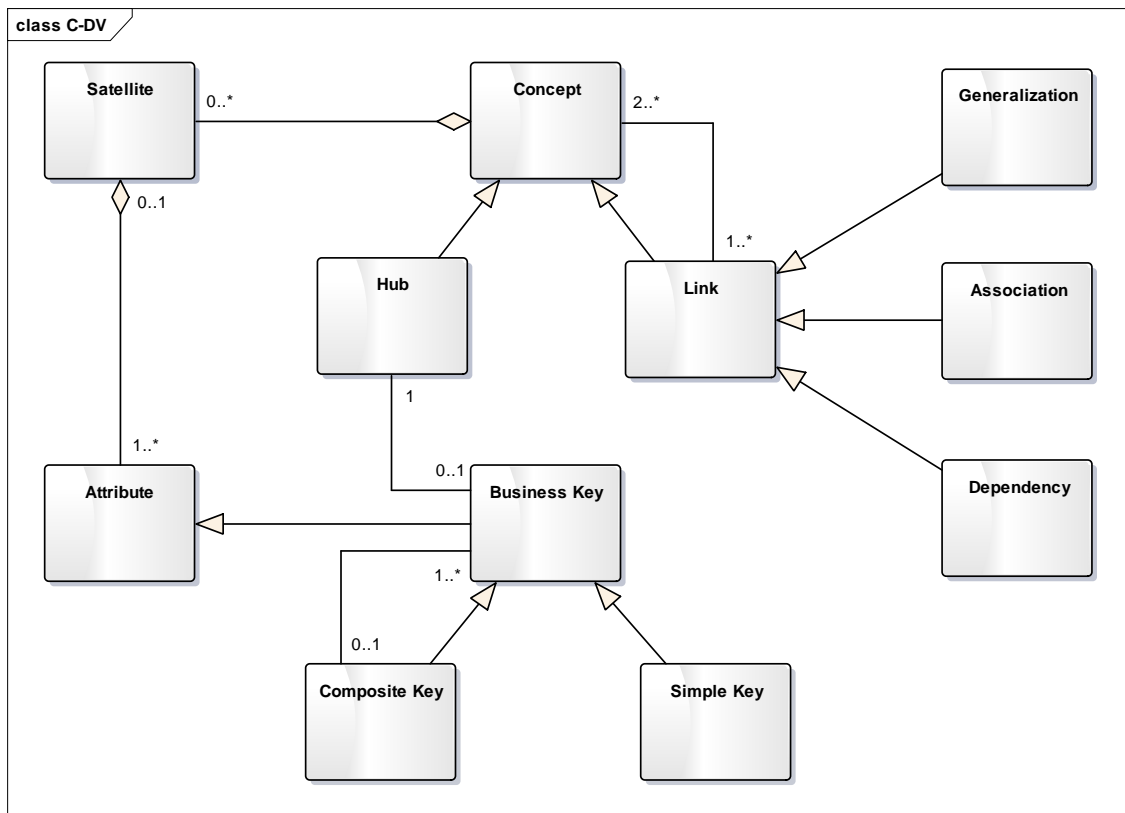 class C-DV
Satellite
Concept
Generalization
0..*
2..*
0..1
1..*
Hub
Link
Association
1
1..*
0..1
Attribute
Business Key
Dependency
1..*
0..1
Composite Key
Simple Key